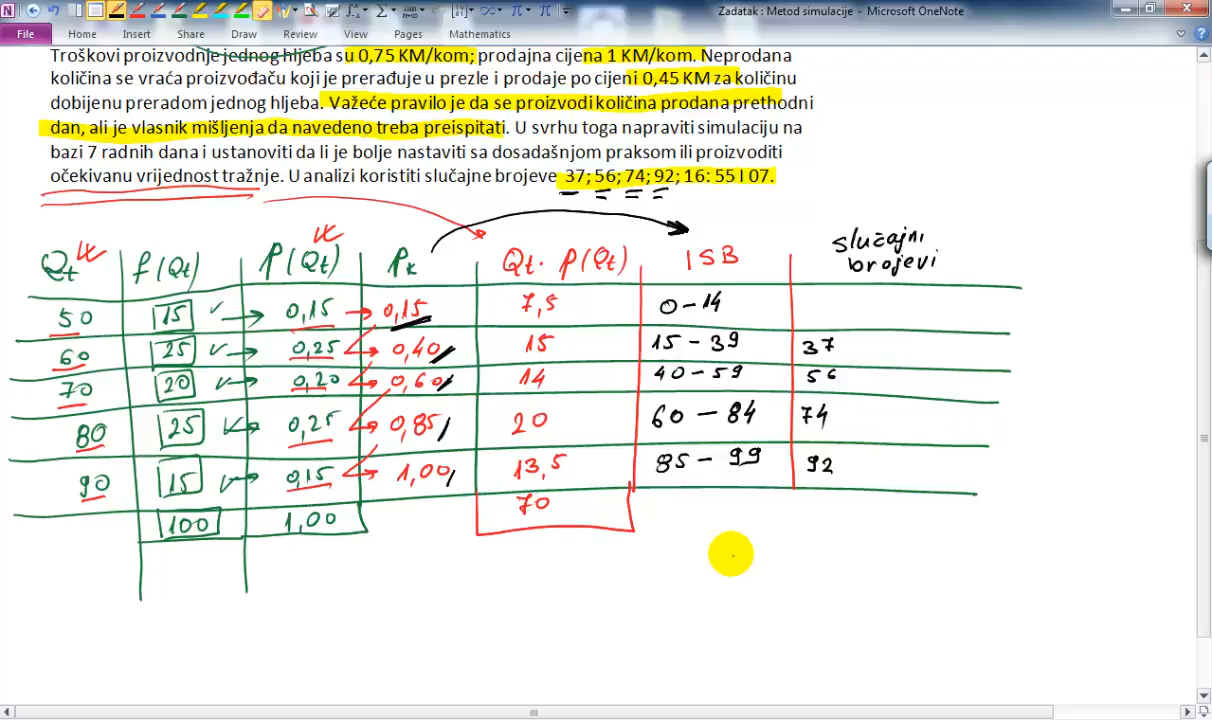 Zadatak : Metod simulacije - Microsoft OneNote
File Home Insert Share Draw Review View Pages Mathematics
Troškovi proizvodnje jednog hljeba su 0,75 KM/kom; prodajna cijena 1 KM/kom. Neprodana
količina se vraća proizvođaču koji je prerađuje u prezle i prodaje po cijeni 0,45 KM za količinu
dobijenu preradom jednog hljeba. Važeće pravilo je da se proizvodi količina prodana prethodni
dan, ali je vlasnik mišljenja da navedeno treba preispitati. U svrhu toga napraviti simulaciju na
bazi 7 radnih dana i ustanoviti da li je bolje nastaviti sa dosadašnjom praksom ili proizvoditi
očekivanu vrijednost tražnje. U analizi koristiti slučajne brojeve 37; 56; 74; 92; 16: 55 I 07.
Qt f(Qt) p(Qt) Pk Qt. p(Qt) ISB slučajni
brojevi
50 15 0,15 0,15 7,5 0-14
60 25 0,25 0,40 15 15-39 37
70 20 0,20 0,60 14 40-59 56
80 25 0,25 0,85 20 60-84 74
90 15 0,15 1,00 13,5 85-99 92
100 1,00 70